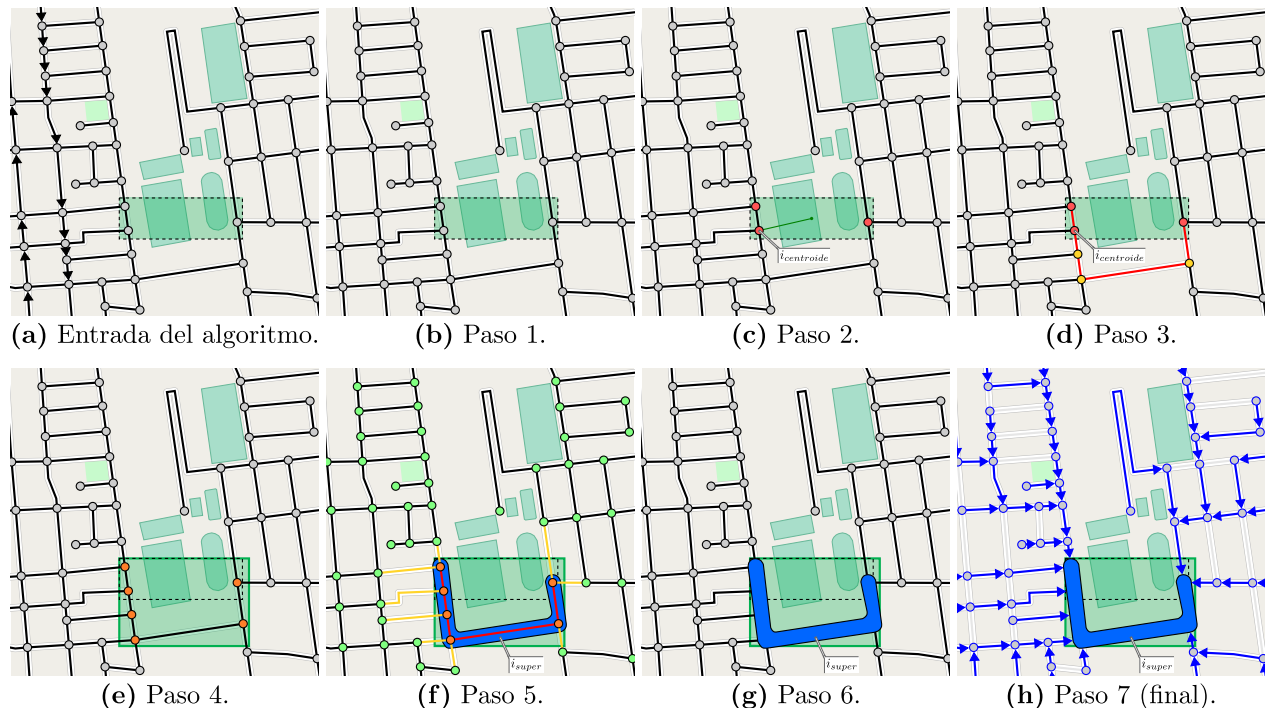 i_centroide
i_centroide
(a) Entrada del algoritmo.
(b) Paso 1.
(c) Paso 2.
(d) Paso 3.
i_super
i_super
i_super
(e) Paso 4.
(f) Paso 5.
(g) Paso 6.
(h) Paso 7 (final).